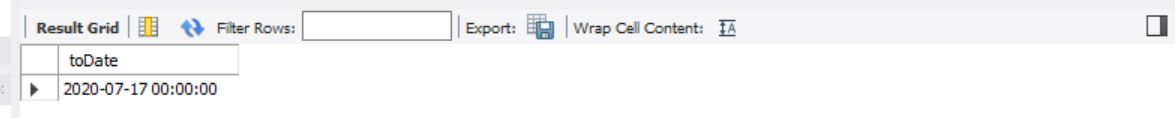 Result Grid Filter Rows: Export: Wrap Cell Content:
toDate
2020-07-17 00:00:00